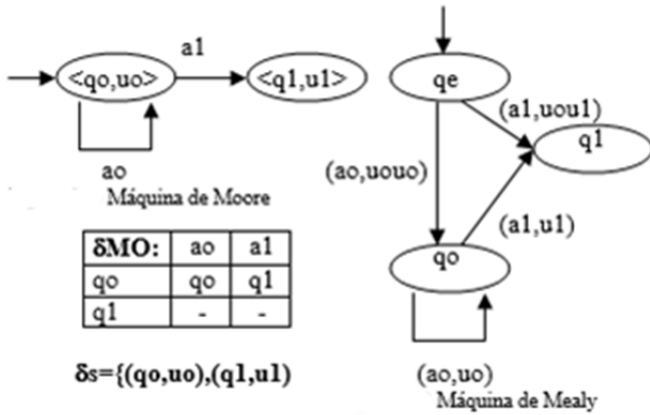 a1
<qo,uo>
<q1,u1>
ao
Máquina de Moore
δMO: ao a1
qo qo q1
q1 - -
δs={(qo,uo),(q1,u1)
qe
(a1,uou1)
q1
(ao,uouo)
(a1,u1)
qo
(ao,uo)
Máquina de Mealy